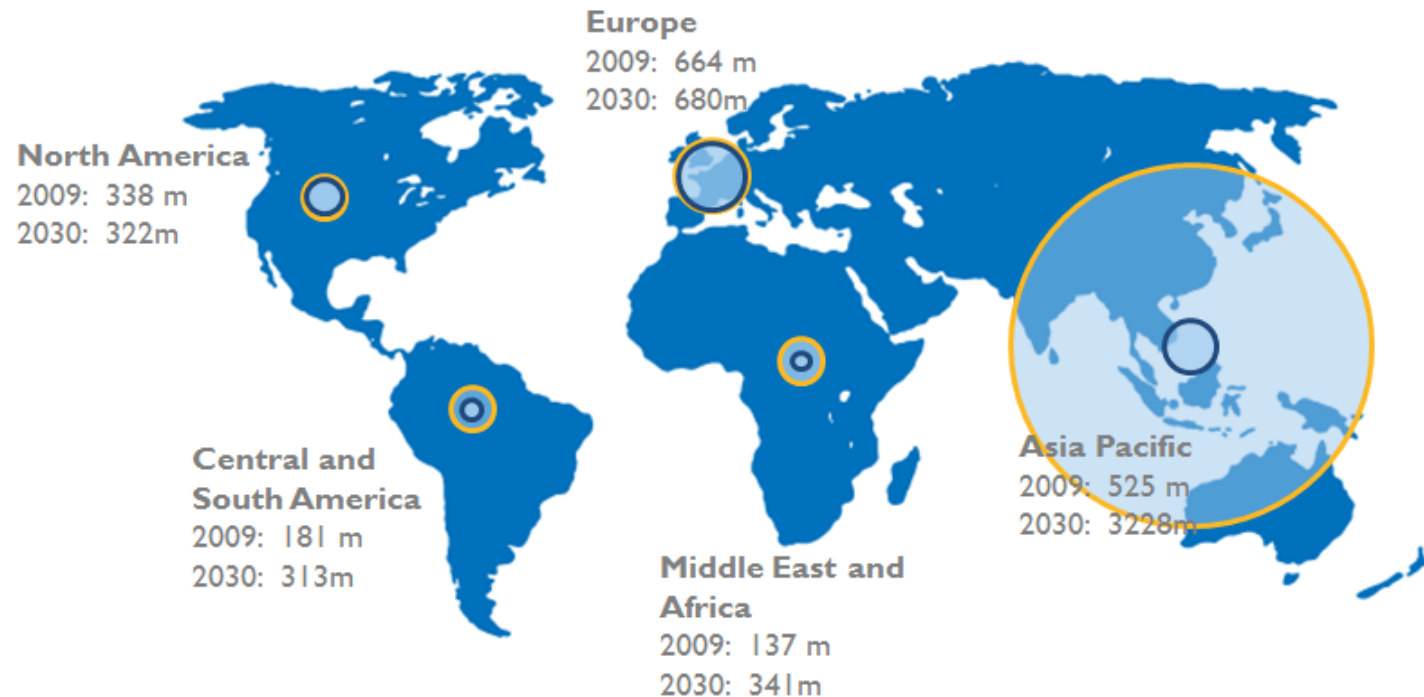 Europe
2009: 664 m
2030: 680m
North America
2009: 338 m
2030: 322m
Central and
South America
2009: 181 m
2030: 313m
Middle East and
Africa
2009: 137 m
2030: 341m
Asia Pacific
2009: 525 m
2030: 3228m